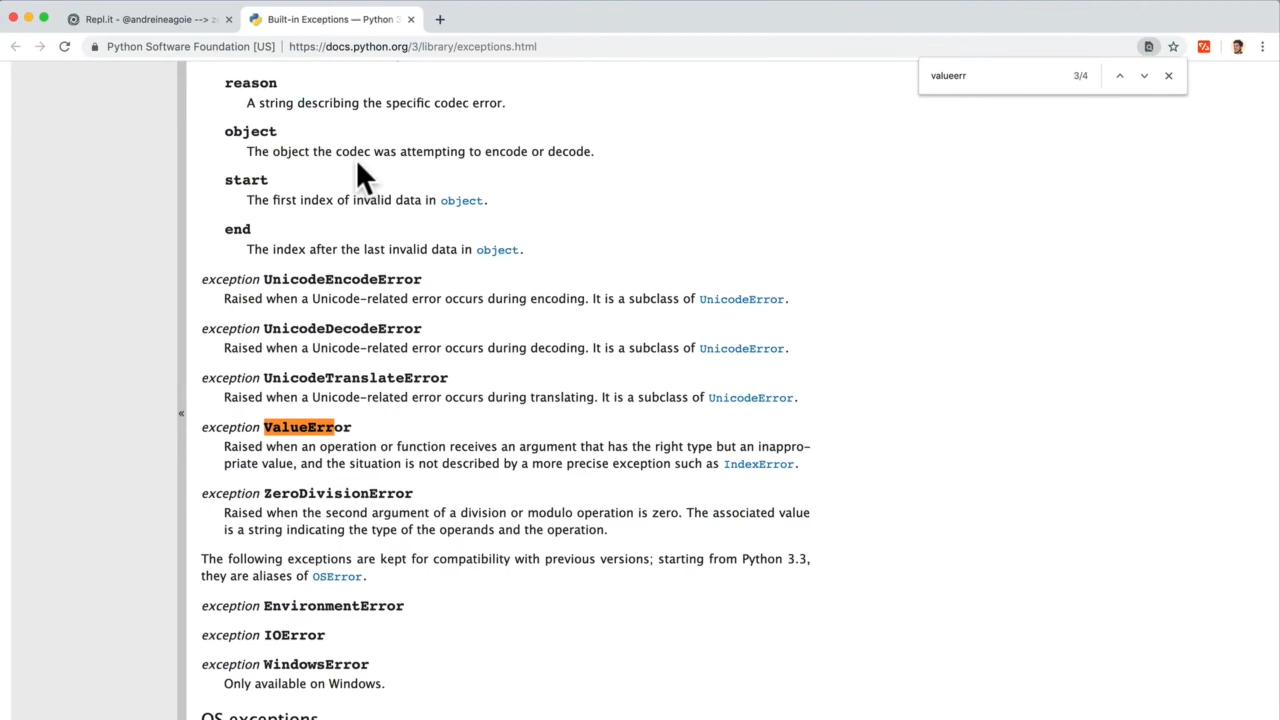 Repl.it - @andreineagoie --> z
Built-in Exceptions — Python 3
Python Software Foundation [US] | https://docs.python.org/3/library/exceptions.html
valueerr 3/4
reason
A string describing the specific codec error.
object
The object the codec was attempting to encode or decode.
start
The first index of invalid data in object.
end
The index after the last invalid data in object.
exception UnicodeEncodeError
Raised when a Unicode-related error occurs during encoding. It is a subclass of UnicodeError.
exception UnicodeDecodeError
Raised when a Unicode-related error occurs during decoding. It is a subclass of UnicodeError.
exception UnicodeTranslateError
Raised when a Unicode-related error occurs during translating. It is a subclass of UnicodeError.
«
exception ValueError
Raised when an operation or function receives an argument that has the right type but an inappro-
priate value, and the situation is not described by a more precise exception such as IndexError.
exception ZeroDivisionError
Raised when the second argument of a division or modulo operation is zero. The associated value
is a string indicating the type of the operands and the operation.
The following exceptions are kept for compatibility with previous versions; starting from Python 3.3,
they are aliases of OSError.
exception EnvironmentError
exception IOError
exception WindowsError
Only available on Windows.
OS exceptions